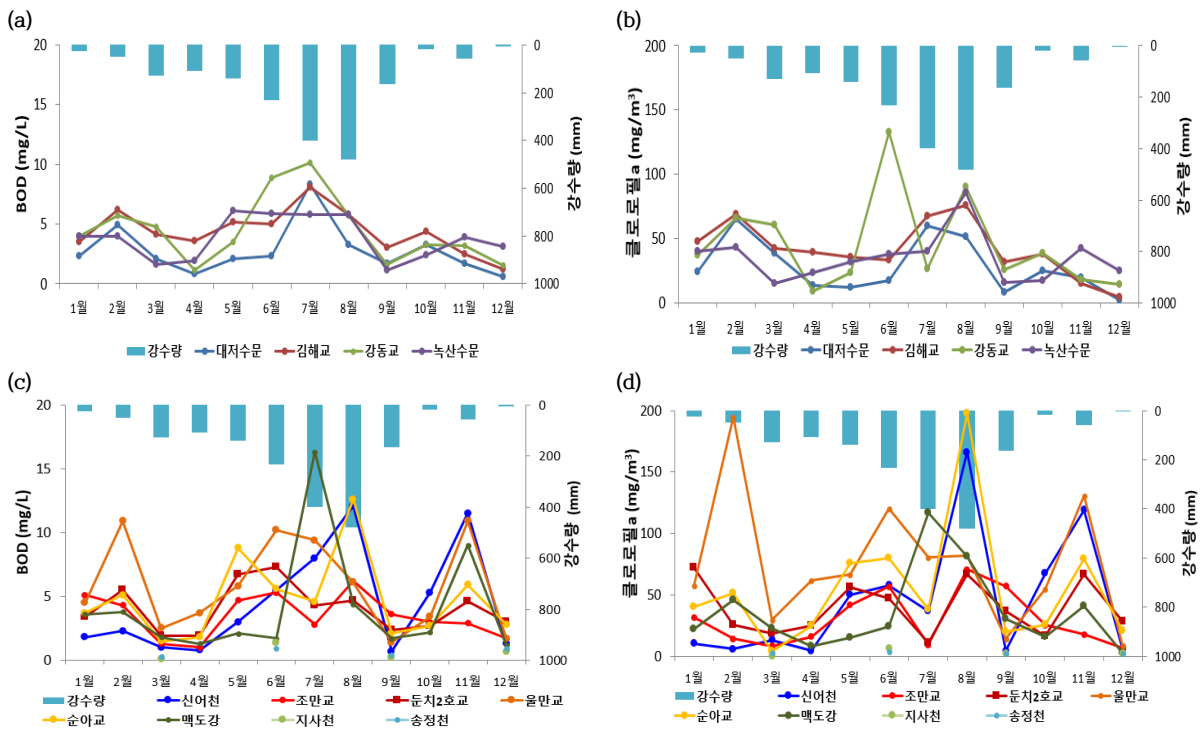 (a)
20
15
10
5
0
BOD (mg/L)
0
200
400
600
800
1000
강수량 (mm)
1월 2월 3월 4월 5월 6월 7월 8월 9월 10월 11월 12월
강수량 대저수문 김해교 강동교 녹산수문
(b)
200
150
100
50
0
클로로필a (mg/m³)
0
200
400
600
800
1000
강수량 (mm)
1월 2월 3월 4월 5월 6월 7월 8월 9월 10월 11월 12월
강수량 대저수문 김해교 강동교 녹산수문
(c)
20
15
10
5
0
BOD (mg/L)
0
200
400
600
800
1000
강수량 (mm)
1월 2월 3월 4월 5월 6월 7월 8월 9월 10월 11월 12월
강수량 신어천 조만교 둔치2호교 울만교
순아교 맥도강 지사천 송정천
(d)
200
150
100
50
0
클로로필a (mg/m³)
0
200
400
600
800
1000
강수량 (mm)
1월 2월 3월 4월 5월 6월 7월 8월 9월 10월 11월 12월
강수량 신어천 조만교 둔치2호교 울만교
순아교 맥도강 지사천 송정천